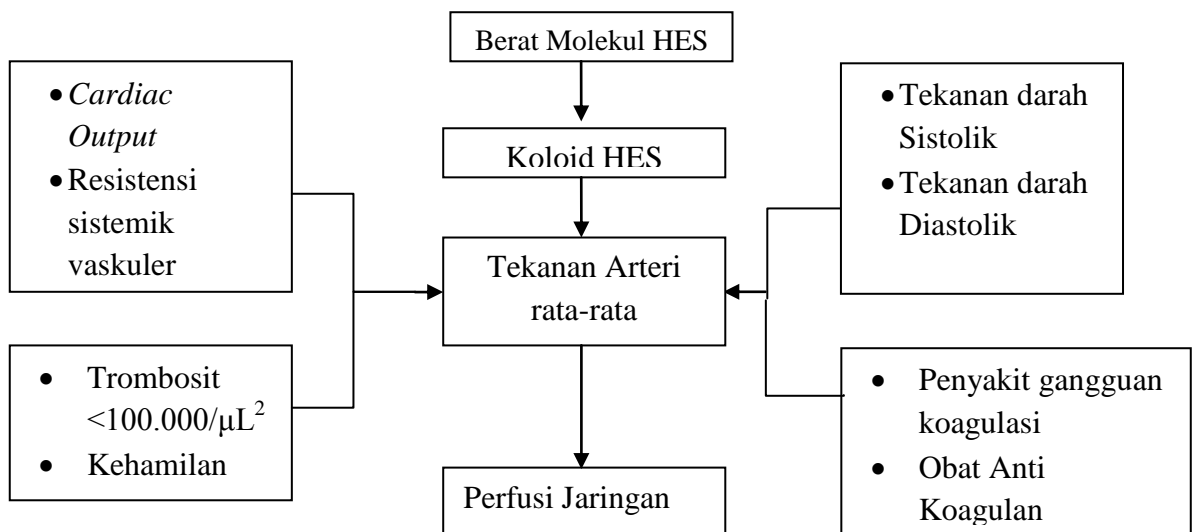 Berat Molekul HES
• Cardiac
Output
• Resistensi
sistemik
vaskuler
Koloid HES
• Tekanan darah
Sistolik
• Tekanan darah
Diastolik
Tekanan Arteri
rata-rata
• Trombosit
<100.000/μL²
• Kehamilan
• Penyakit gangguan
koagulasi
• Obat Anti
Koagulan
Perfusi Jaringan